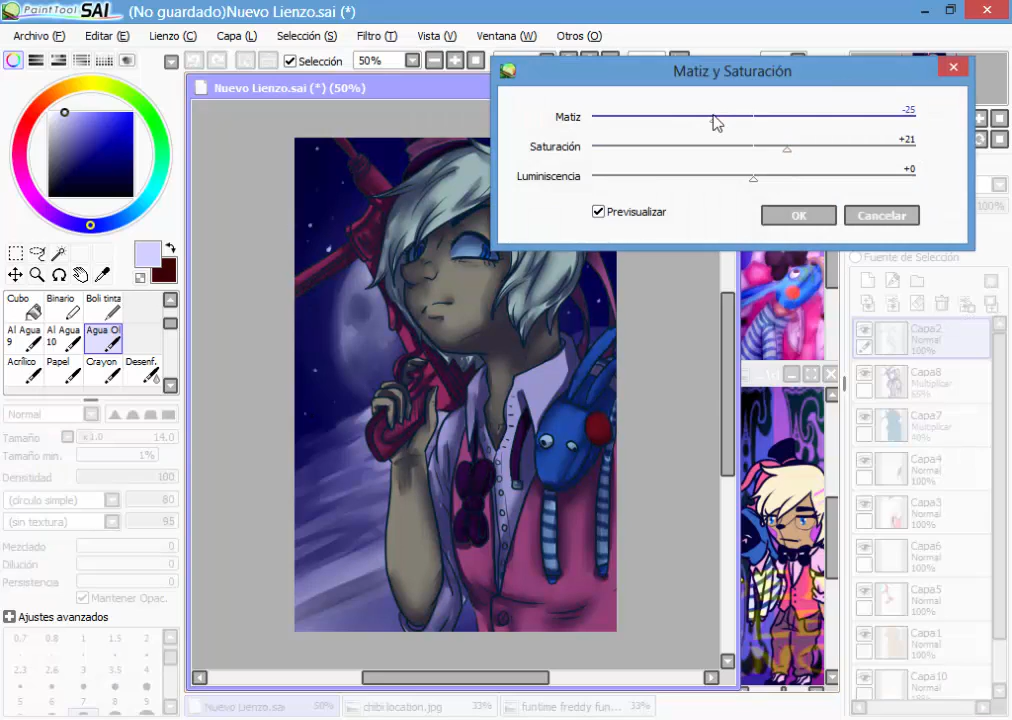 PaintTool SAI (No guardado)Nuevo Lienzo.sai (*)
Archivo (F) Editar (E) Lienzo (C) Capa (L) Selección (S) Filtro (T) Vista (V) Ventana (W) Otros (O)
Selección 50%
Nuevo Lienzo.sai (*) (50%)
Matiz y Saturación
Matiz -25
Saturación +21
Luminiscencia +0
Previsualizar OK Cancelar
Fuente de Selección
Cubo Binario Boli tinta
Al Agua 9 Al Agua 10 Agua Ol
Acrílico Papel Crayon Desenf.
Normal
Tamaño x 1.0 14.0
Tamaño min. 1%
Densitidad 100
(círculo simple) 80
(sin textura) 95
Mezclado 0
Dilución 0
Persistencia 0
Mantener Opac.
Ajustes avanzados
0.7 0.8 1 1.5 2
2.3 2.6 3 3.5 4
5 6 7 8 9
Capa2
Normal
100%
Capa8
Multiplicar
Capa7
Multiplicar
40%
Capa4
Normal
100%
Capa3
Normal
100%
Capa6
Normal
100%
Capa5
Normal
100%
Capa1
Normal
100%
Capa10
Normal
Nuevo Lienzo.sai 50% chibi location.jpg 33% funtime freddy fun... 33%